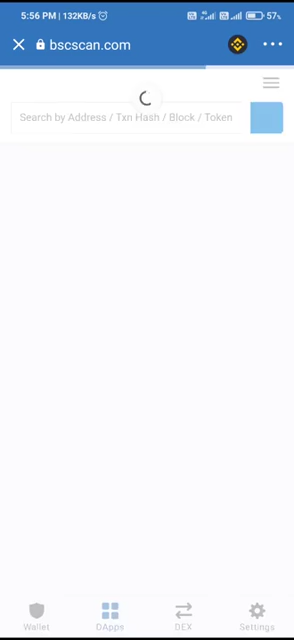 5:56 PM | 132KB/s 57%
bscscan.com
Search by Address / Txn Hash / Block / Token
Wallet DApps DEX Settings